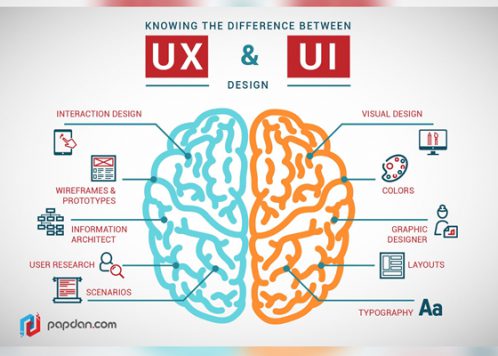 KNOWING THE DIFFERENCE BETWEEN
UX & UI
DESIGN
INTERACTION DESIGN
WIREFRAMES &
PROTOTYPES
INFORMATION
ARCHITECT
USER RESEARCH
SCENARIOS
VISUAL DESIGN
COLORS
GRAPHIC
DESIGNER
LAYOUTS
TYPOGRAPHY Aa
papdan.com